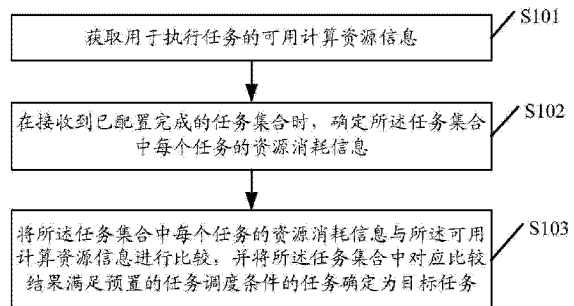 获取用于执行任务的可用计算资源信息
S101
在接收到已配置完成的任务集合时，确定所述任务集合
中每个任务的资源消耗信息
S102
将所述任务集合中每个任务的资源消耗信息与所述可用
计算资源信息进行比较，并将所述任务集合中对应比较
结果满足预置的任务调度条件的任务确定为目标任务
S103